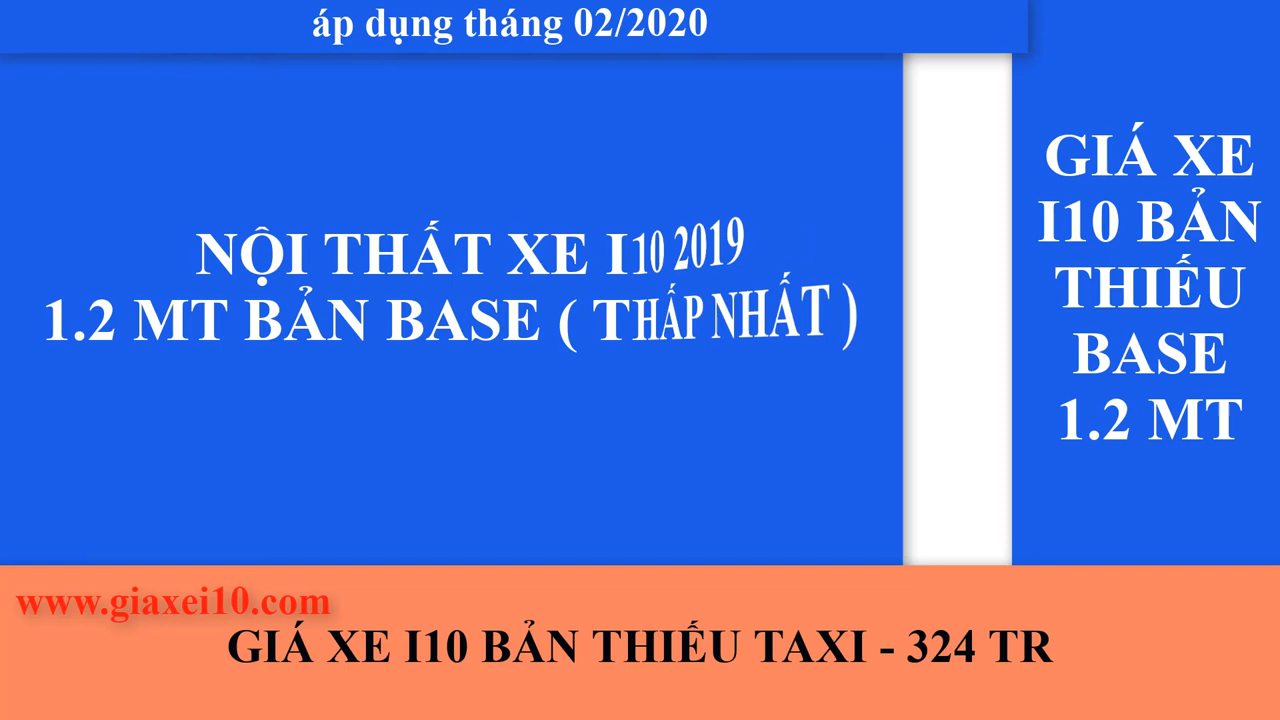 áp dụng tháng 02/2020
NỘI THẤT XE I10 2019
1.2 MT BẢN BASE ( THẤP NHẤT )
GIÁ XE
I10 BẢN
THIẾU
BASE
1.2 MT
www.giaxei10.com
GIÁ XE I10 BẢN THIẾU TAXI - 324 TR